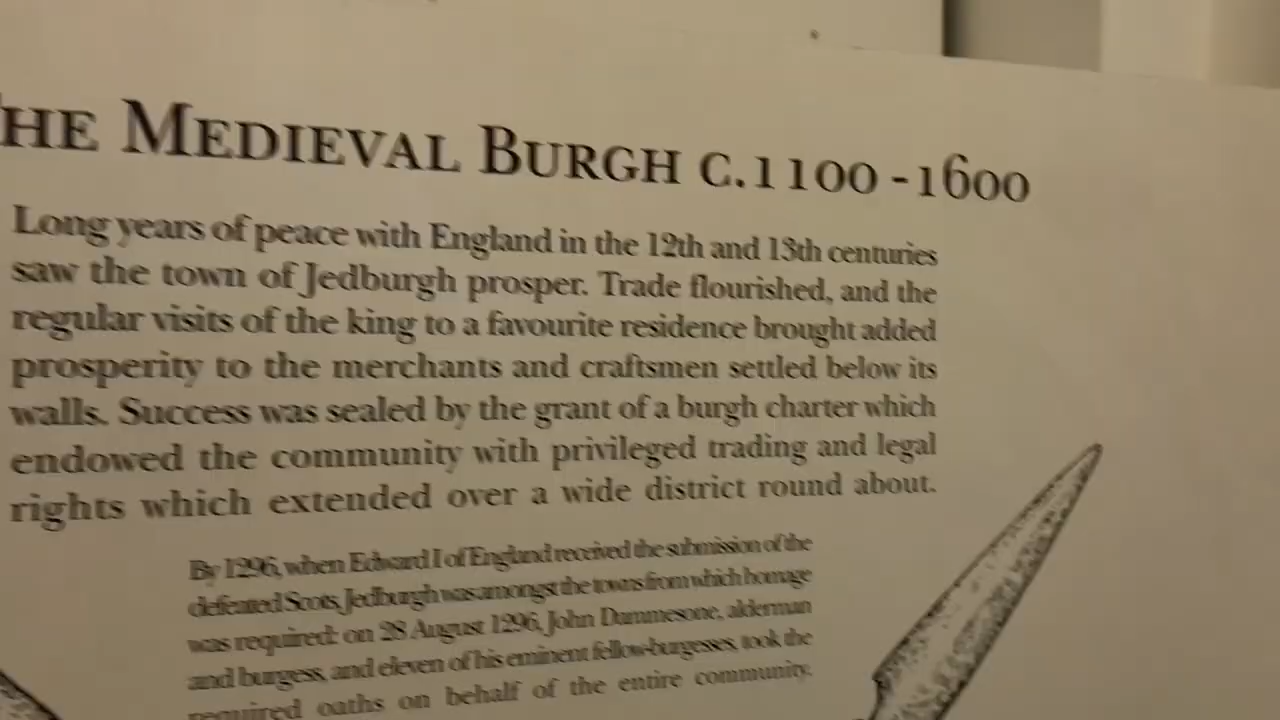 HE MEDIEVAL BURGH C.1100 - 1600
Long years of peace with England in the 12th and 13th centuries
saw the town of Jedburgh prosper. Trade flourished, and the
regular visits of the king to a favourite residence brought added
prosperity to the merchants and craftsmen settled below its
walls. Success was sealed by the grant of a burgh charter which
endowed the community with privileged trading and legal
rights which extended over a wide district round about.
By 1296, when Edward I of England received the submission of the
defeated Scots, Jedburgh was amongst the towns from which homage
was required: on 28 August 1296, John Dammesone, alderman
and burgess, and eleven of his eminent fellow-burgesses, took the
required oaths on behalf of the entire community.